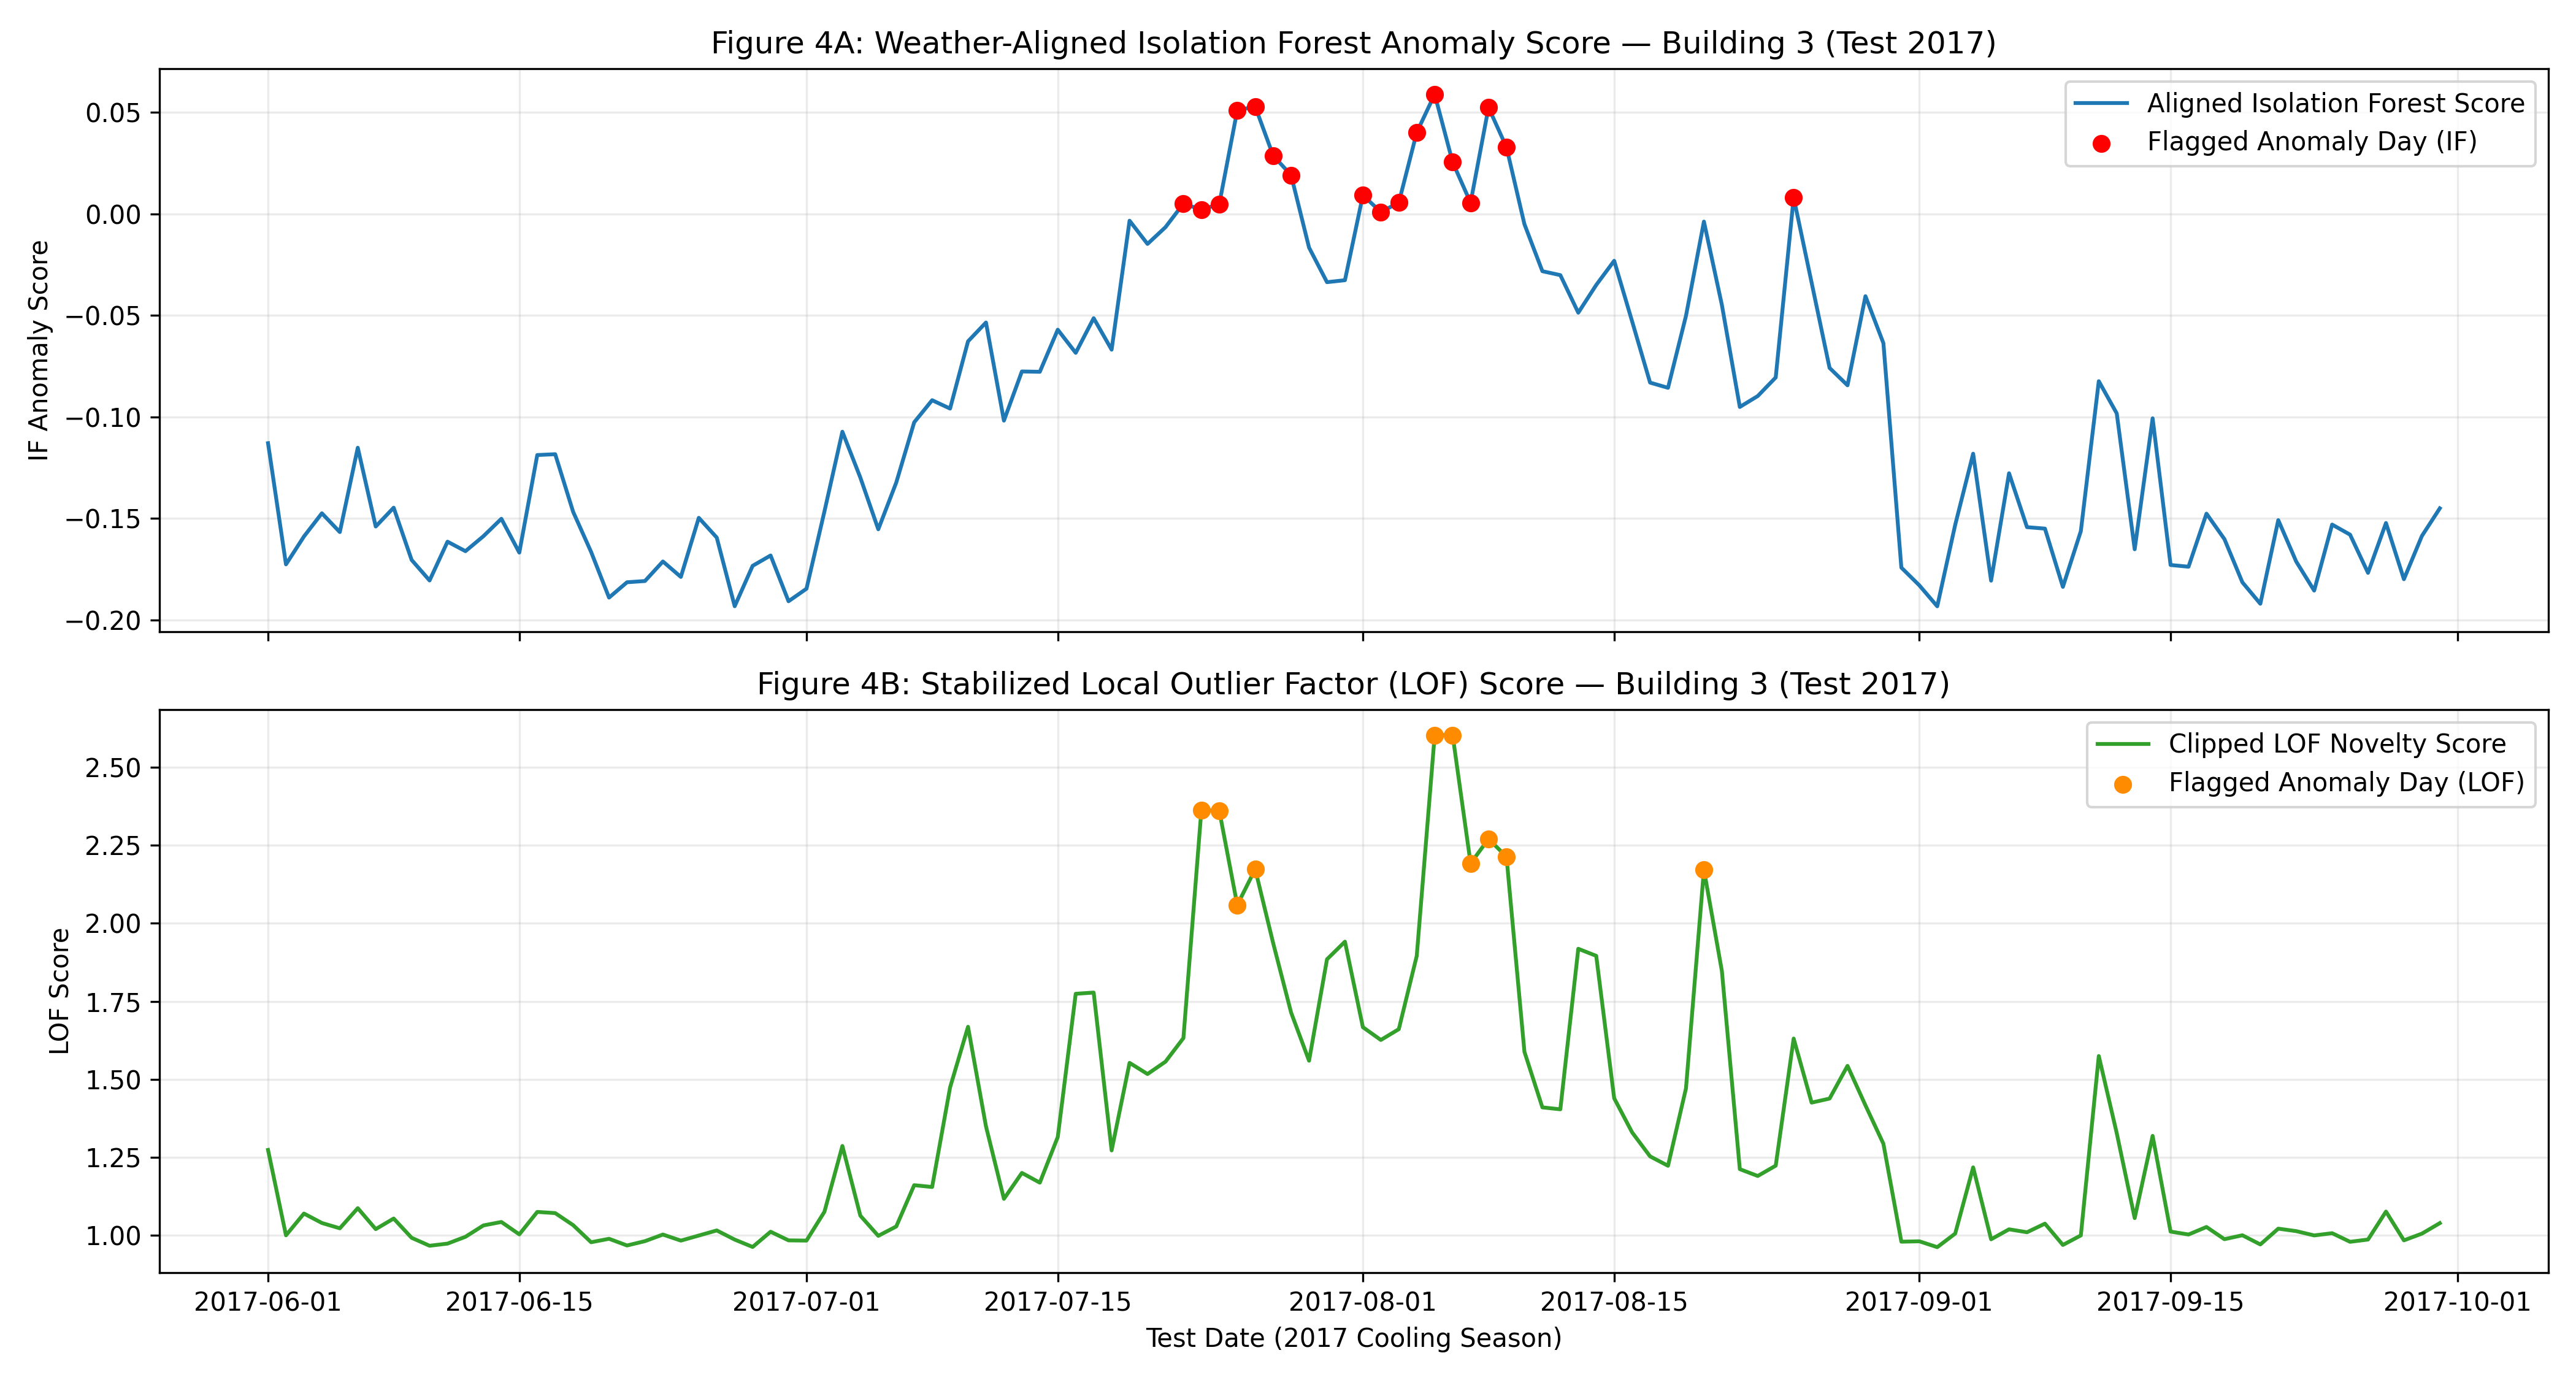 Figure 4A: Weather-Aligned Isolation Forest Anomaly Score — Building 3 (Test 2017)
Aligned Isolation Forest Score
Flagged Anomaly Day (IF)
IF Anomaly Score
0.05
0.00
−0.05
−0.10
−0.15
−0.20
Figure 4B: Stabilized Local Outlier Factor (LOF) Score — Building 3 (Test 2017)
Clipped LOF Novelty Score
Flagged Anomaly Day (LOF)
LOF Score
2.50
2.25
2.00
1.75
1.50
1.25
1.00
2017-06-01 2017-06-15 2017-07-01 2017-07-15 2017-08-01 2017-08-15 2017-09-01 2017-09-15 2017-10-01
Test Date (2017 Cooling Season)